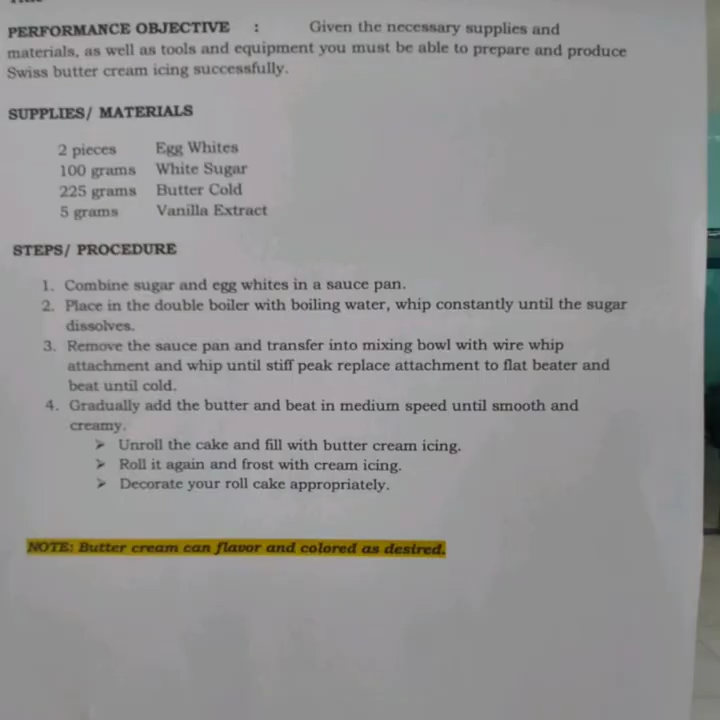 PERFORMANCE OBJECTIVE : Given the necessary supplies and
materials, as well as tools and equipment you must be able to prepare and produce
Swiss butter cream icing successfully.
SUPPLIES/ MATERIALS
2 pieces Egg Whites
100 grams White Sugar
225 grams Butter Cold
5 grams Vanilla Extract
STEPS/ PROCEDURE
1. Combine sugar and egg whites in a sauce pan.
2. Place in the double boiler with boiling water, whip constantly until the sugar
dissolves.
3. Remove the sauce pan and transfer into mixing bowl with wire whip
attachment and whip until stiff peak replace attachment to flat beater and
beat until cold.
4. Gradually add the butter and beat in medium speed until smooth and
creamy.
➢ Unroll the cake and fill with butter cream icing.
➢ Roll it again and frost with cream icing.
➢ Decorate your roll cake appropriately.
NOTE: Butter cream can flavor and colored as desired.